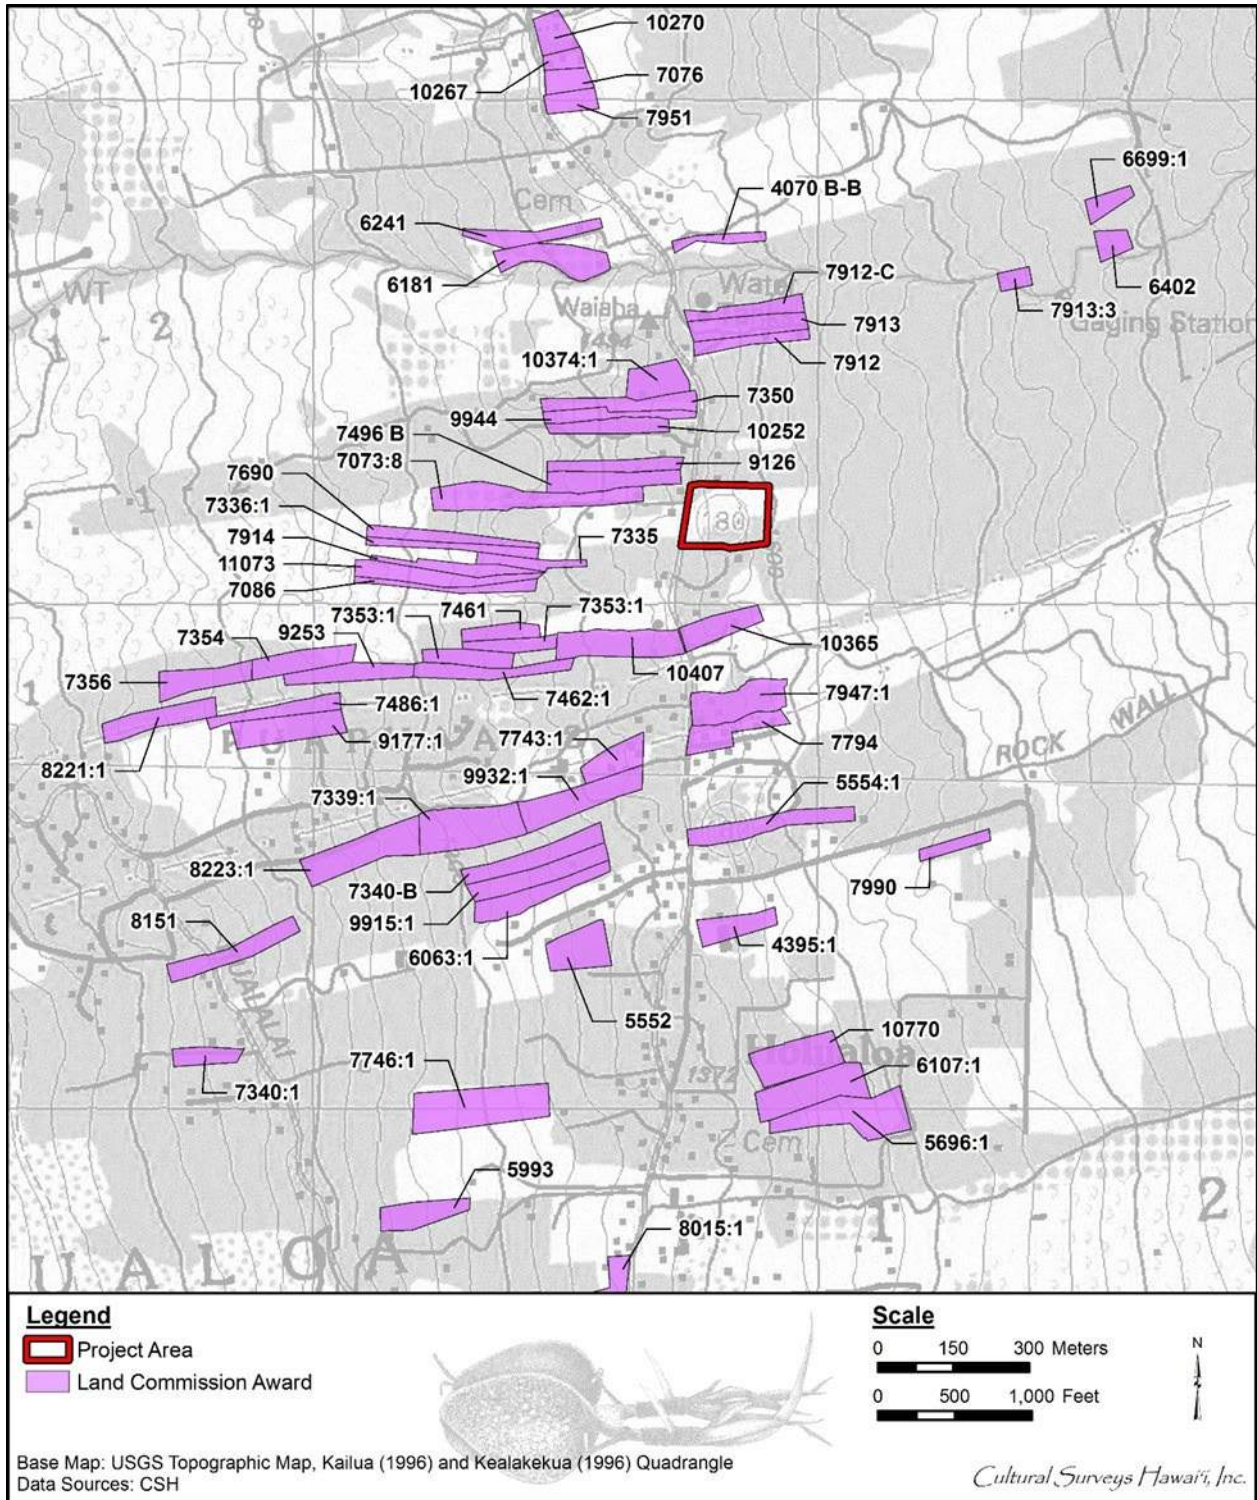 10270
7076
10267
7951
6699:1
4070 B-B
Cem
6241
6181
7912-C
6402
7913:3
WT
Wate
2
Waiaha
7913
Gaging Station
1494
7912
10374:1
7350
9944
10252
7496 B
9126
7073:8
7690
1
7336:1
180
7914
7335
11073
7086
7353:1
7461
7353:1
7354
9253
10365
7356
10407
1
7462:1
7947:1
7486:1
ROCK WALL
9177:1
7743:1
7794
8221:1
9932:1
5554:1
7339:1
8223:1
7340-B
7990
9915:1
8151
4395:1
6063:1
5552
10770
Holualoa
7746:1
6107:1
1372
7340:1
Cem
5696:1
5993
2
8015:1
1
U A L O A
Legend
Project Area
Land Commission Award
Scale
0 150 300 Meters
0 500 1,000 Feet
N
Base Map: USGS Topographic Map, Kailua (1996) and Kealakekua (1996) Quadrangle
Data Sources: CSH
Cultural Surveys Hawai'i, Inc.